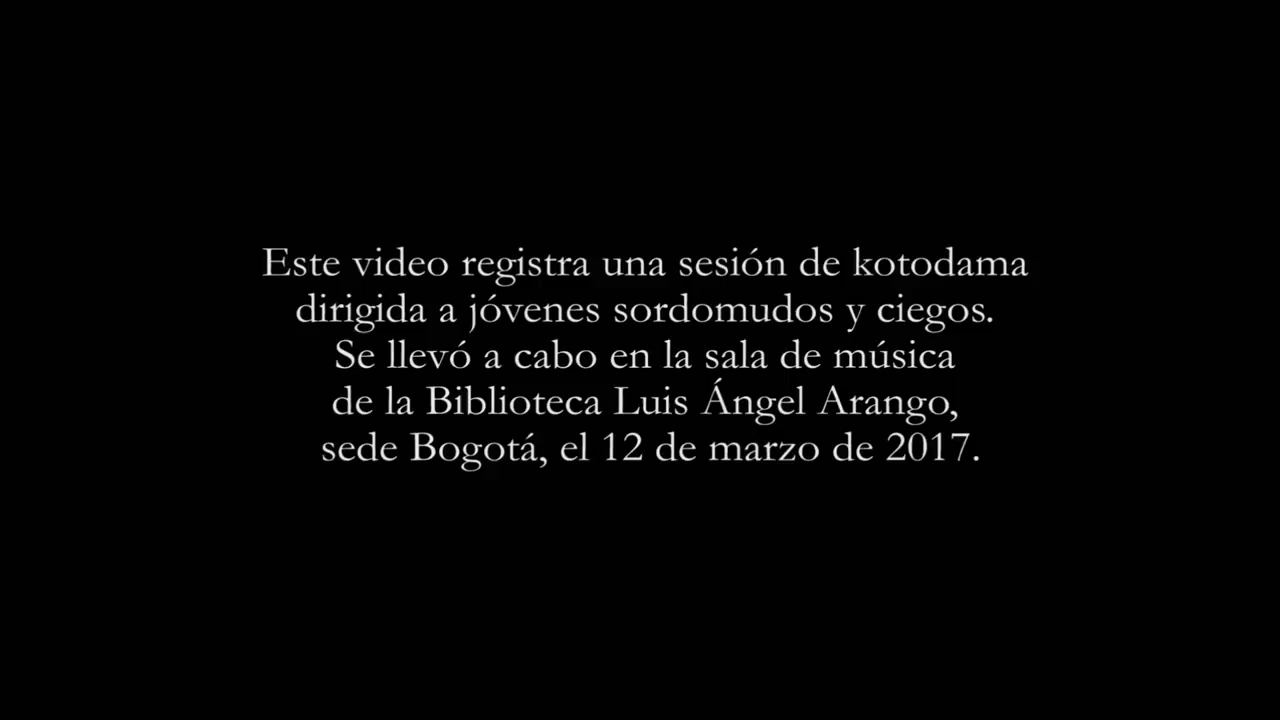 Este video registra una sesión de kotodama
dirigida a jóvenes sordomudos y ciegos.
Se llevó a cabo en la sala de música
de la Biblioteca Luis Ángel Arango,
sede Bogotá, el 12 de marzo de 2017.